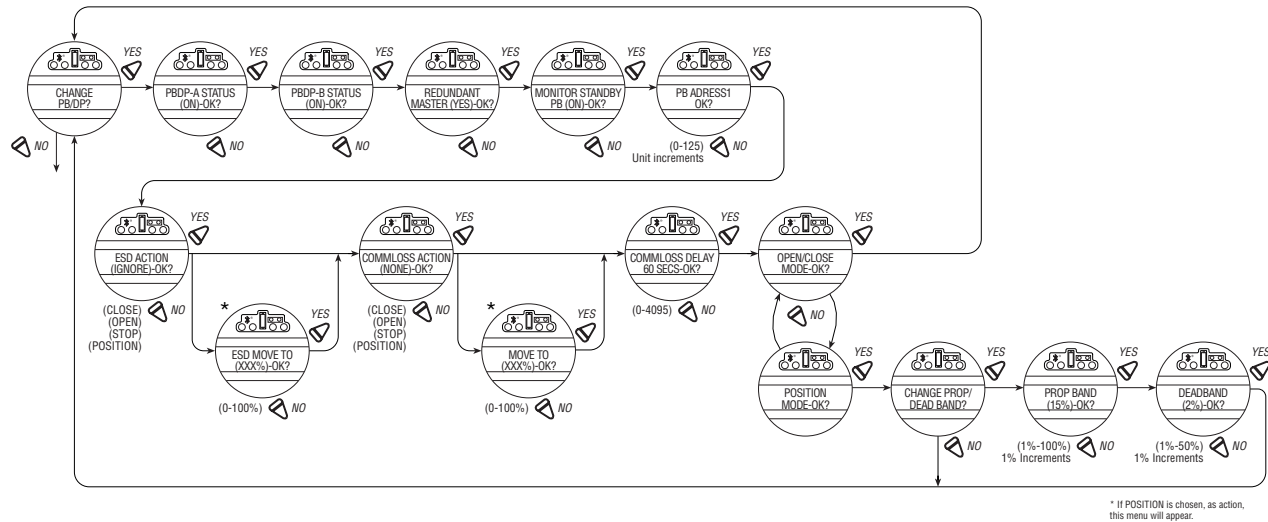 YES
YES
YES
YES
YES
YES
CHANGE
PB/DP?
PBDP-A STATUS
(ON)-OK?
PBDP-B STATUS
(ON)-OK?
REDUNDANT
MASTER (YES)-OK?
MONITOR STANDBY
PB (ON)-OK?
PB ADRESS1
OK?
NO
NO
NO
NO
NO
(0-125)
Unit increments
NO
YES
YES
YES
YES
ESD ACTION
(IGNORE)-OK?
COMMLOSS ACTION
(NONE)-OK?
COMMLOSS DELAY
60 SECS-OK?
OPEN/CLOSE
MODE-OK?
(CLOSE)
(OPEN)
(STOP)
(POSITION)
NO
*
YES
(CLOSE)
(OPEN)
(STOP)
(POSITION)
NO
*
YES
(0-4095)
NO
NO
ESD MOVE TO
(XXX%)-OK?
MOVE TO
(XXX%)-OK?
(0-100%)
NO
(0-100%)
NO
YES
YES
YES
YES
POSITION
MODE-OK?
CHANGE PROP/
DEAD BAND?
PROP BAND
(15%)-OK?
DEADBAND
(2%)-OK?
NO
(1%-100%)
1% Increments
NO
(1%-50%)
1% Increments
NO
* If POSITION is chosen, as action,
this menu will appear.